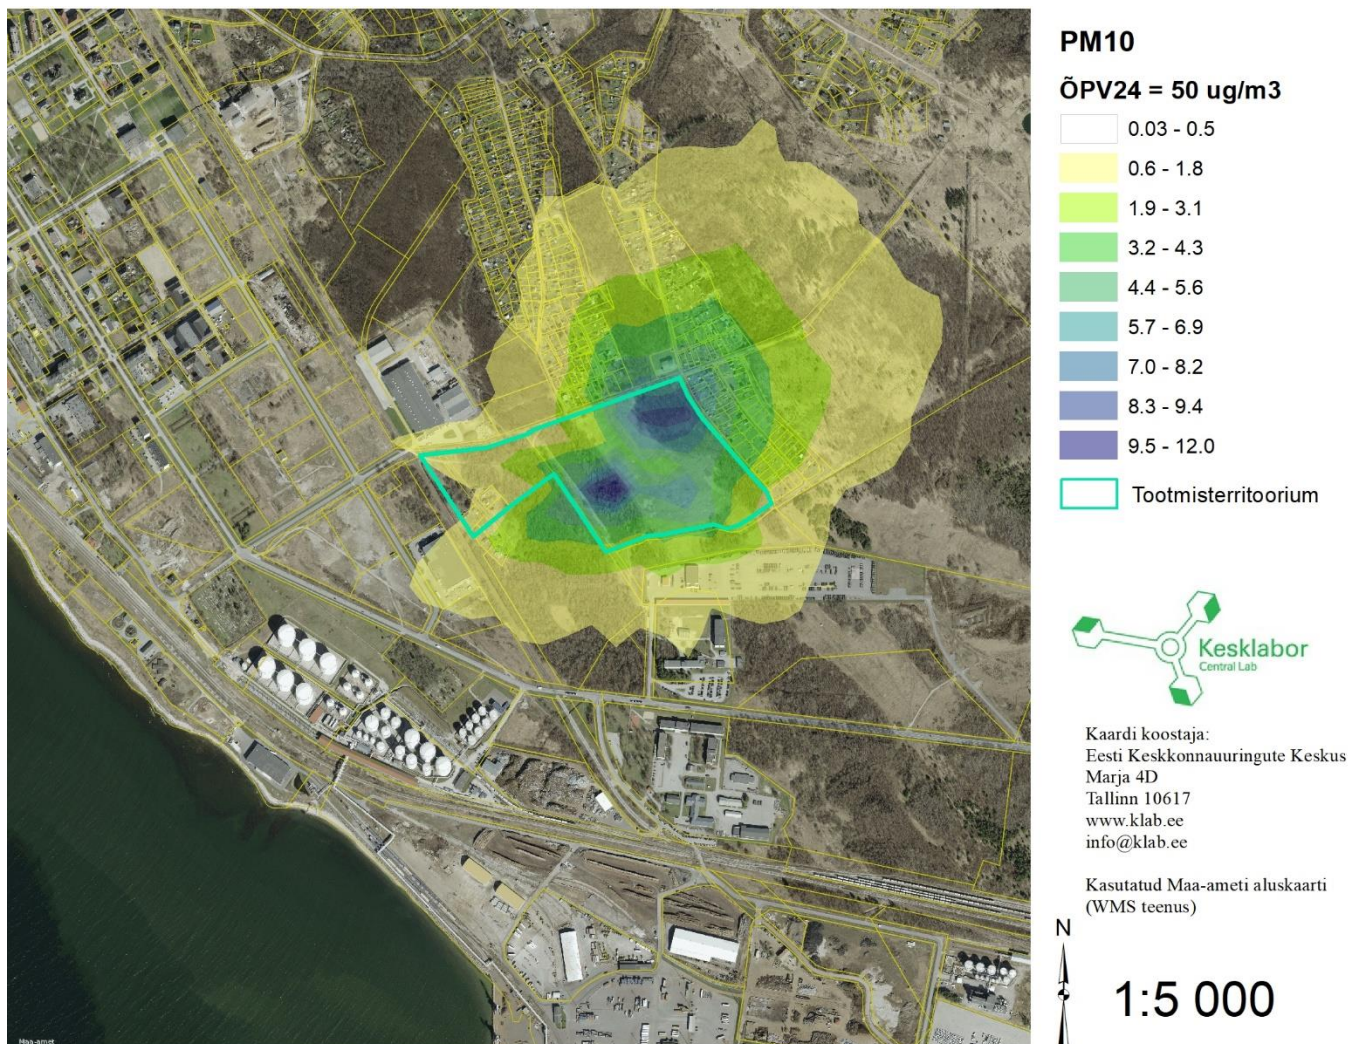 PM10
ÕPV24 = 50 ug/m3
0.03 - 0.5
0.6 - 1.8
1.9 - 3.1
3.2 - 4.3
4.4 - 5.6
5.7 - 6.9
7.0 - 8.2
8.3 - 9.4
9.5 - 12.0
Tootmisterritoorium
Kesklabor
Central Lab
Kaardi koostaja:
Eesti Keskkonnauuringute Keskus
Marja 4D
Tallinn 10617
www.klab.ee
info@klab.ee
Kasutatud Maa-ameti aluskaarti
(WMS teenus)
N
1:5 000
Maa-amet